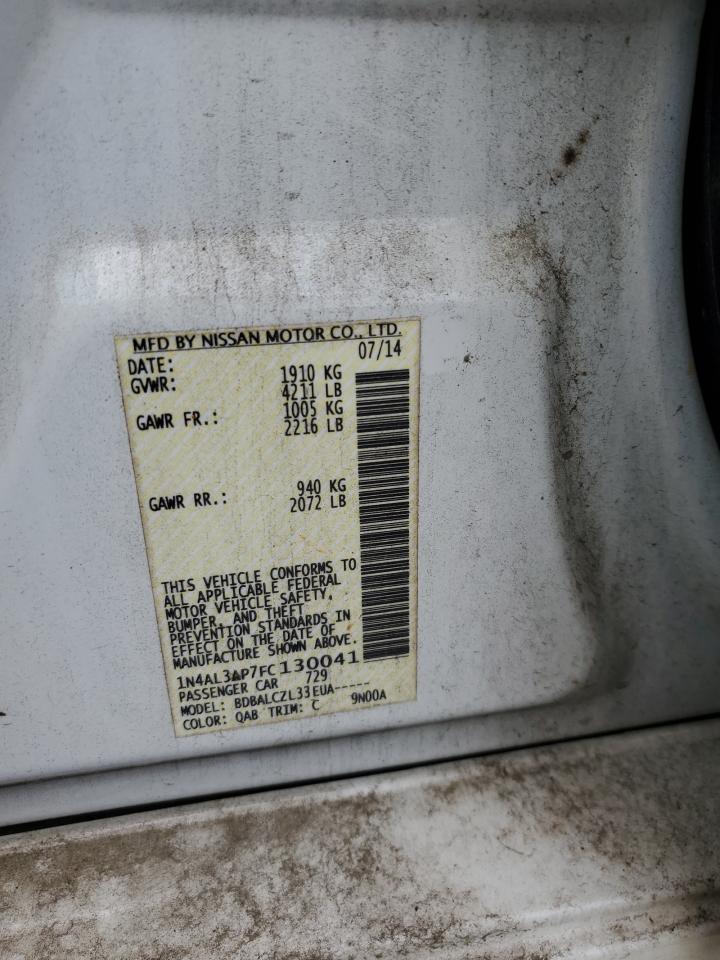 MFD BY NISSAN MOTOR CO., LTD.
DATE: 07/14
GVWR: 1910 KG
4211 LB
GAWR FR.: 1005 KG
2216 LB
GAWR RR.: 940 KG
2072 LB
THIS VEHICLE CONFORMS TO
ALL APPLICABLE FEDERAL
MOTOR VEHICLE SAFETY,
BUMPER, AND THEFT
PREVENTION STANDARDS IN
EFFECT ON THE DATE OF
MANUFACTURE SHOWN ABOVE.
1N4AL3AP7FC130041
PASSENGER CAR 729
MODEL: BDBALCZL33EUA-----
COLOR: QAB TRIM: C 9N00A